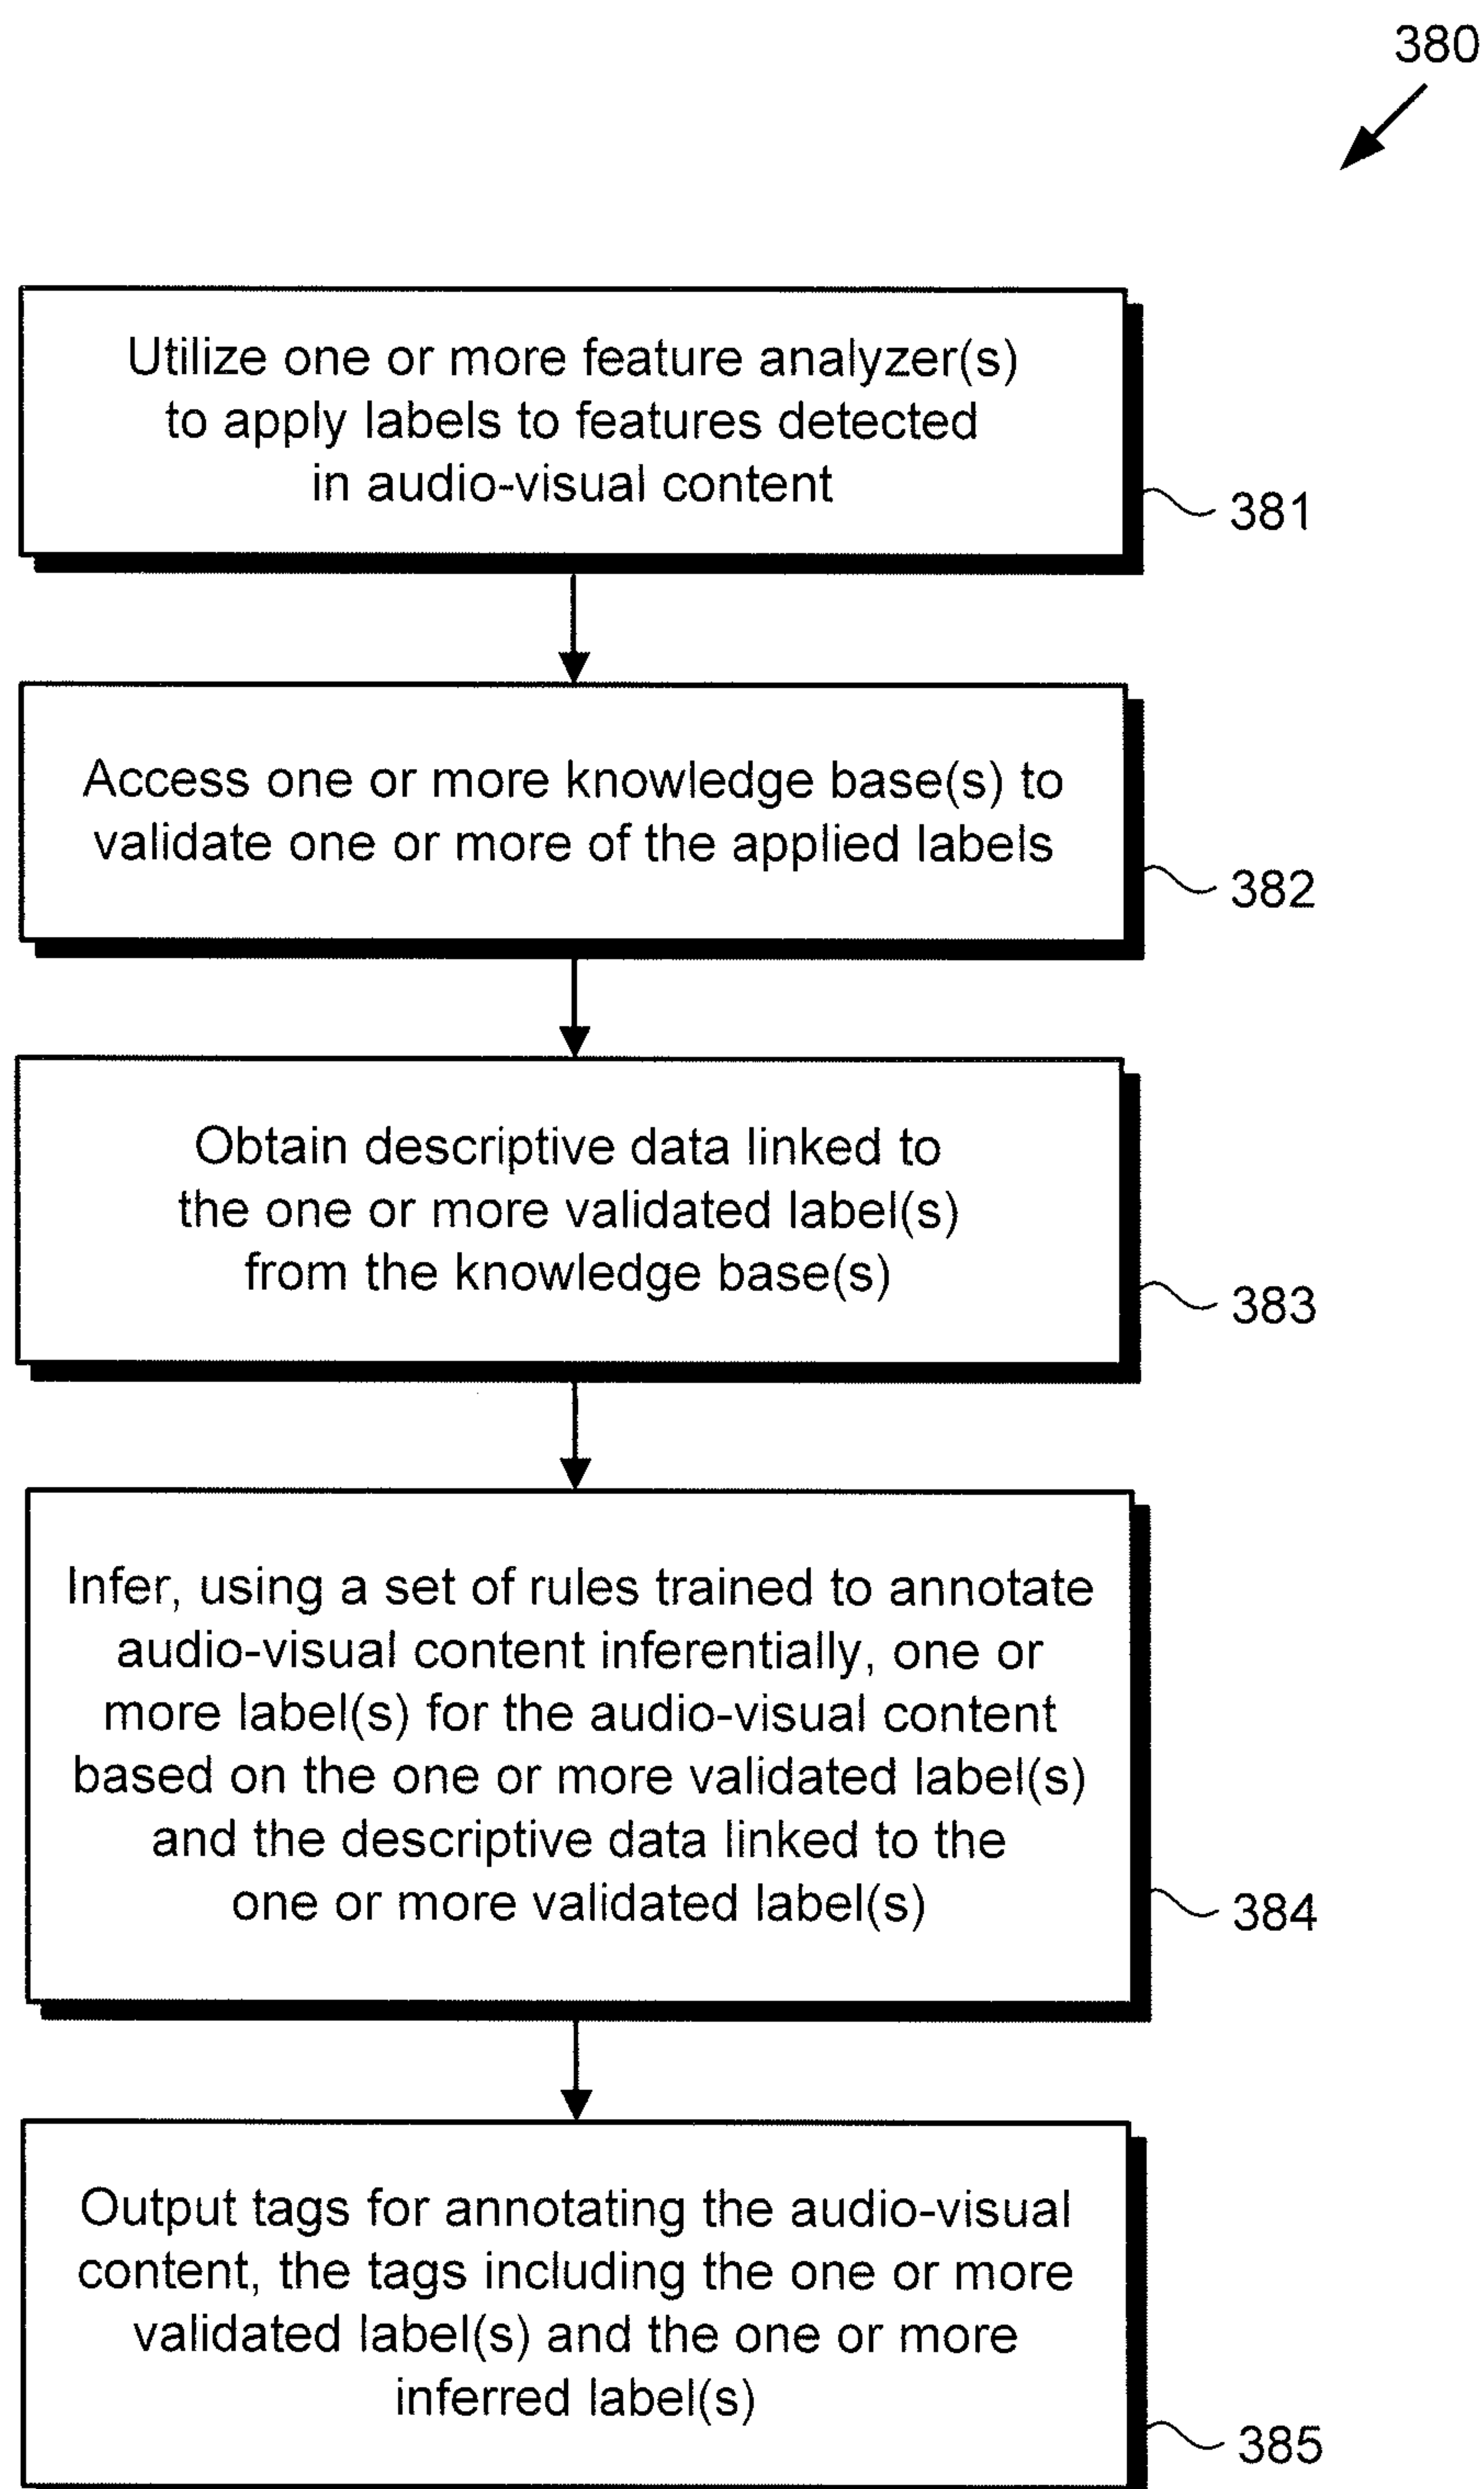 380
Utilize one or more feature analyzer(s)
to apply labels to features detected
in audio-visual content
381
Access one or more knowledge base(s) to
validate one or more of the applied labels
382
Obtain descriptive data linked to
the one or more validated label(s)
from the knowledge base(s)
383
Infer, using a set of rules trained to annotate
audio-visual content inferentially, one or
more label(s) for the audio-visual content
based on the one or more validated label(s)
and the descriptive data linked to the
one or more validated label(s)
384
Output tags for annotating the audio-visual
content, the tags including the one or more
validated label(s) and the one or more
inferred label(s)
385